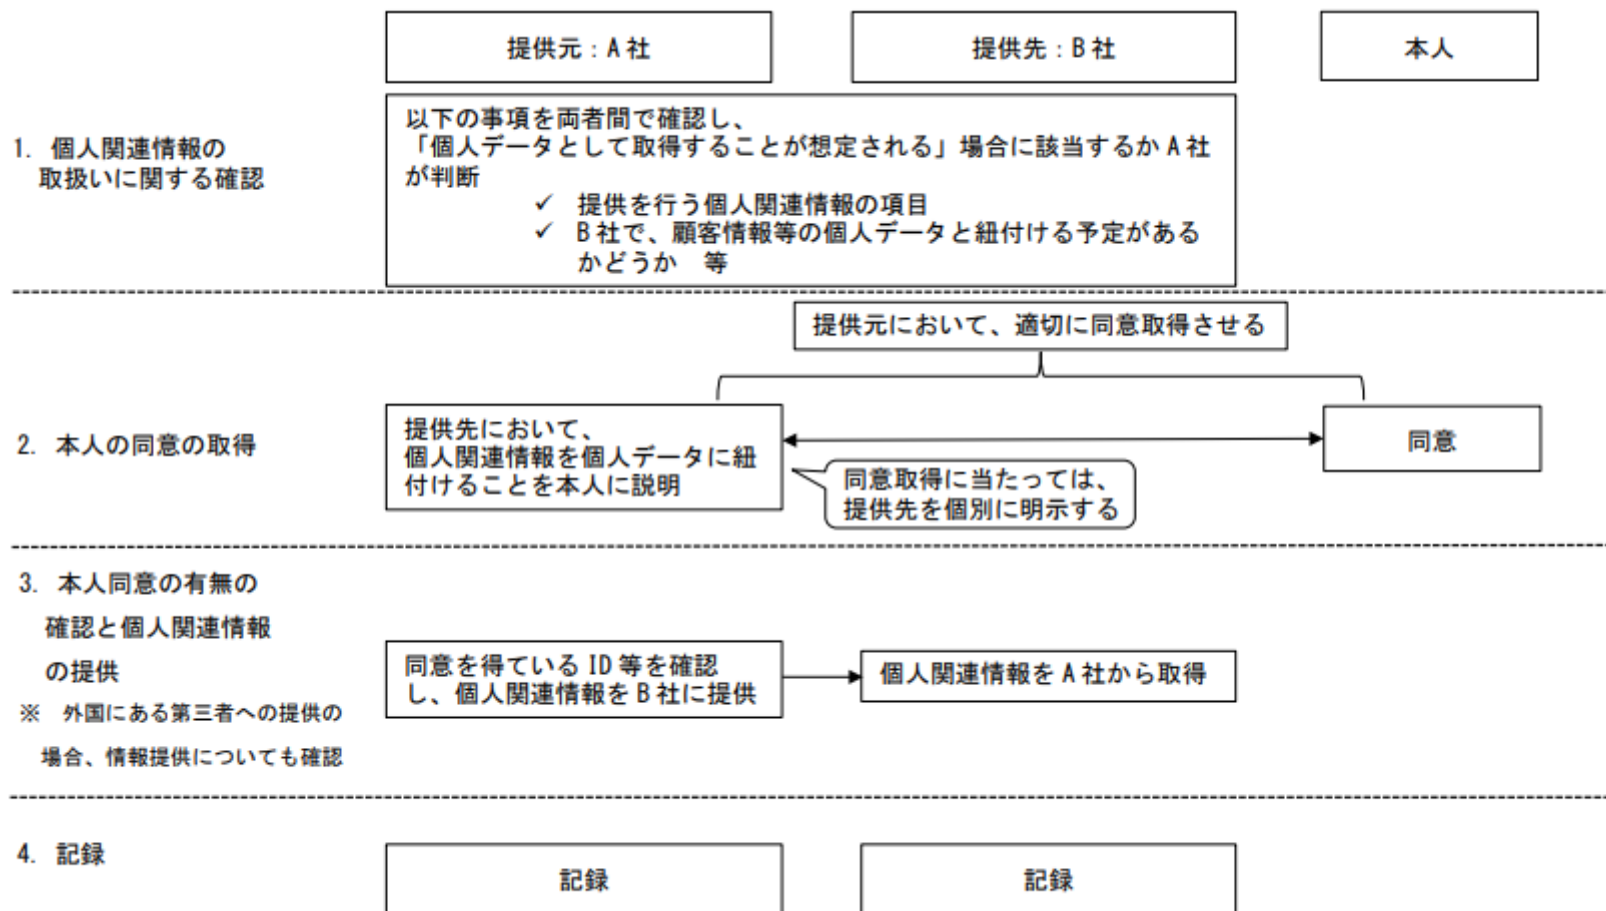 提供元：A社
提供先：B社
本人
1. 個人関連情報の
取扱いに関する確認
以下の事項を両者間で確認し、
「個人データとして取得することが想定される」場合に該当するか A 社
が判断
✓ 提供を行う個人関連情報の項目
✓ B 社で、顧客情報等の個人データと紐付ける予定がある
かどうか 等
提供元において、適切に同意取得させる
2. 本人の同意の取得
提供先において、
個人関連情報を個人データに紐
付けることを本人に説明
同意
同意取得に当たっては、
提供先を個別に明示する
3. 本人同意の有無の
確認と個人関連情報
の提供
※ 外国にある第三者への提供の
場合、情報提供についても確認
同意を得ている ID 等を確認
し、個人関連情報を B 社に提供
個人関連情報を A 社から取得
4. 記録
記録
記録